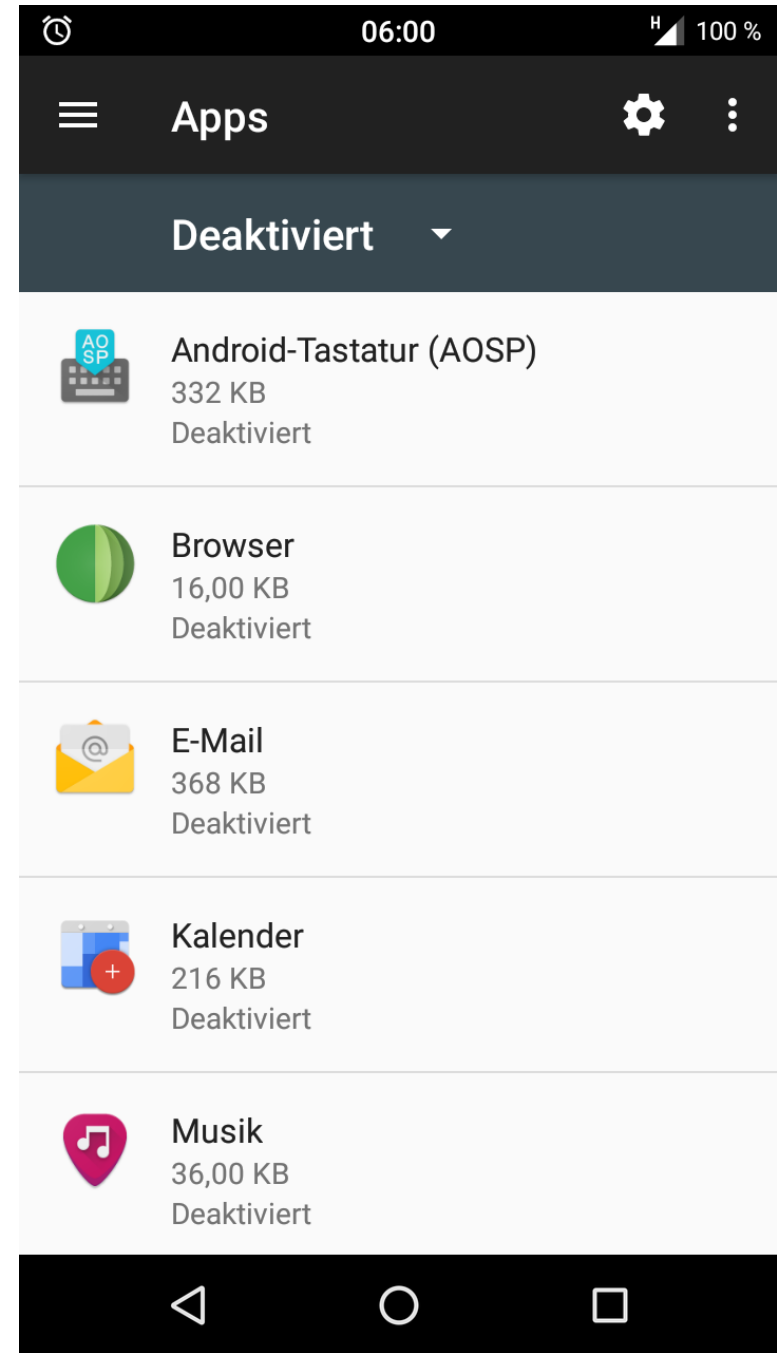 06:00
H
100 %
Apps
Deaktiviert
AO
SP
Android-Tastatur (AOSP)
332 KB
Deaktiviert
Browser
16,00 KB
Deaktiviert
@
E-Mail
368 KB
Deaktiviert
+
Kalender
216 KB
Deaktiviert
Musik
36,00 KB
Deaktiviert